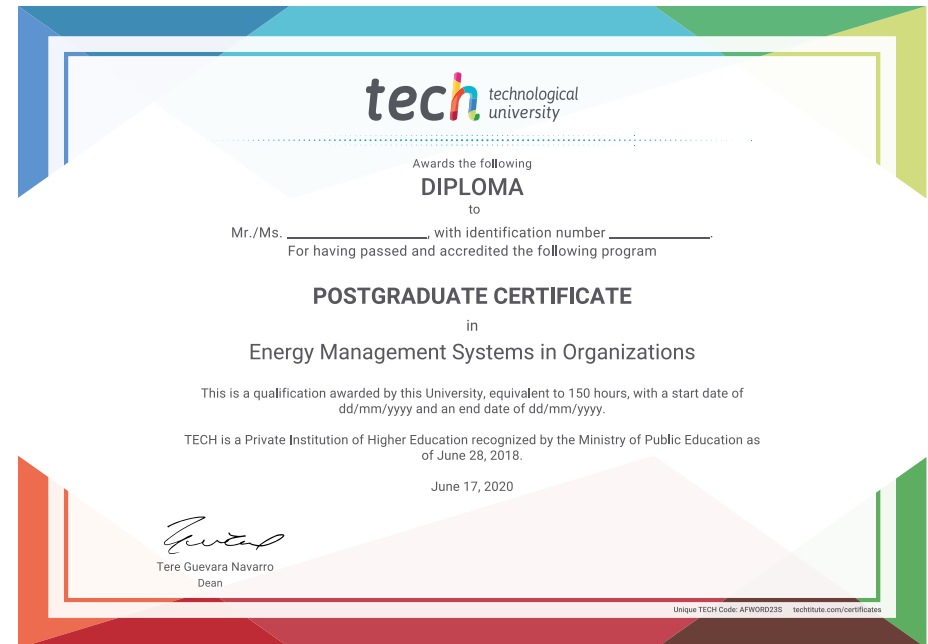 tech technological
university
Awards the following
DIPLOMA
to
Mr./Ms. ____________________, with identification number ______________.
For having passed and accredited the following program
POSTGRADUATE CERTIFICATE
in
Energy Management Systems in Organizations
This is a qualification awarded by this University, equivalent to 150 hours, with a start date of
dd/mm/yyyy and an end date of dd/mm/yyyy.
TECH is a Private Institution of Higher Education recognized by the Ministry of Public Education as
of June 28, 2018.
June 17, 2020
Tere Guevara Navarro
Dean
Unique TECH Code: AFWORD23S techtitute.com/certificates